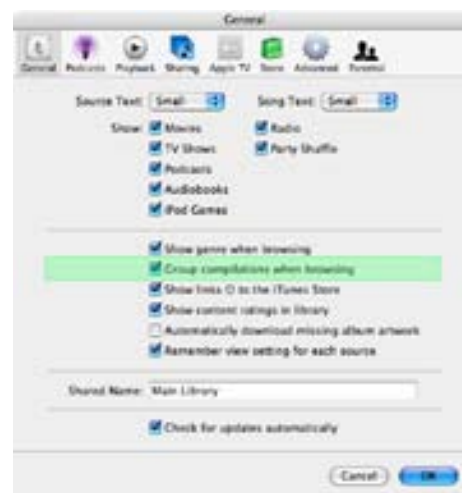 General
General Podcasts Playback Sharing Apple TV Store Advanced Parental
Source Text: Small Song Text: Small
Show: Movies Radio
TV Shows Party Shuffle
Podcasts
Audiobooks
iPod Games
Show genre when browsing
Group compilations when browsing
Show links to the iTunes Store
Show content ratings in library
Automatically download missing album artwork
Remember view setting for each source
Shared Name: Main Library
Check for updates automatically
Cancel OK